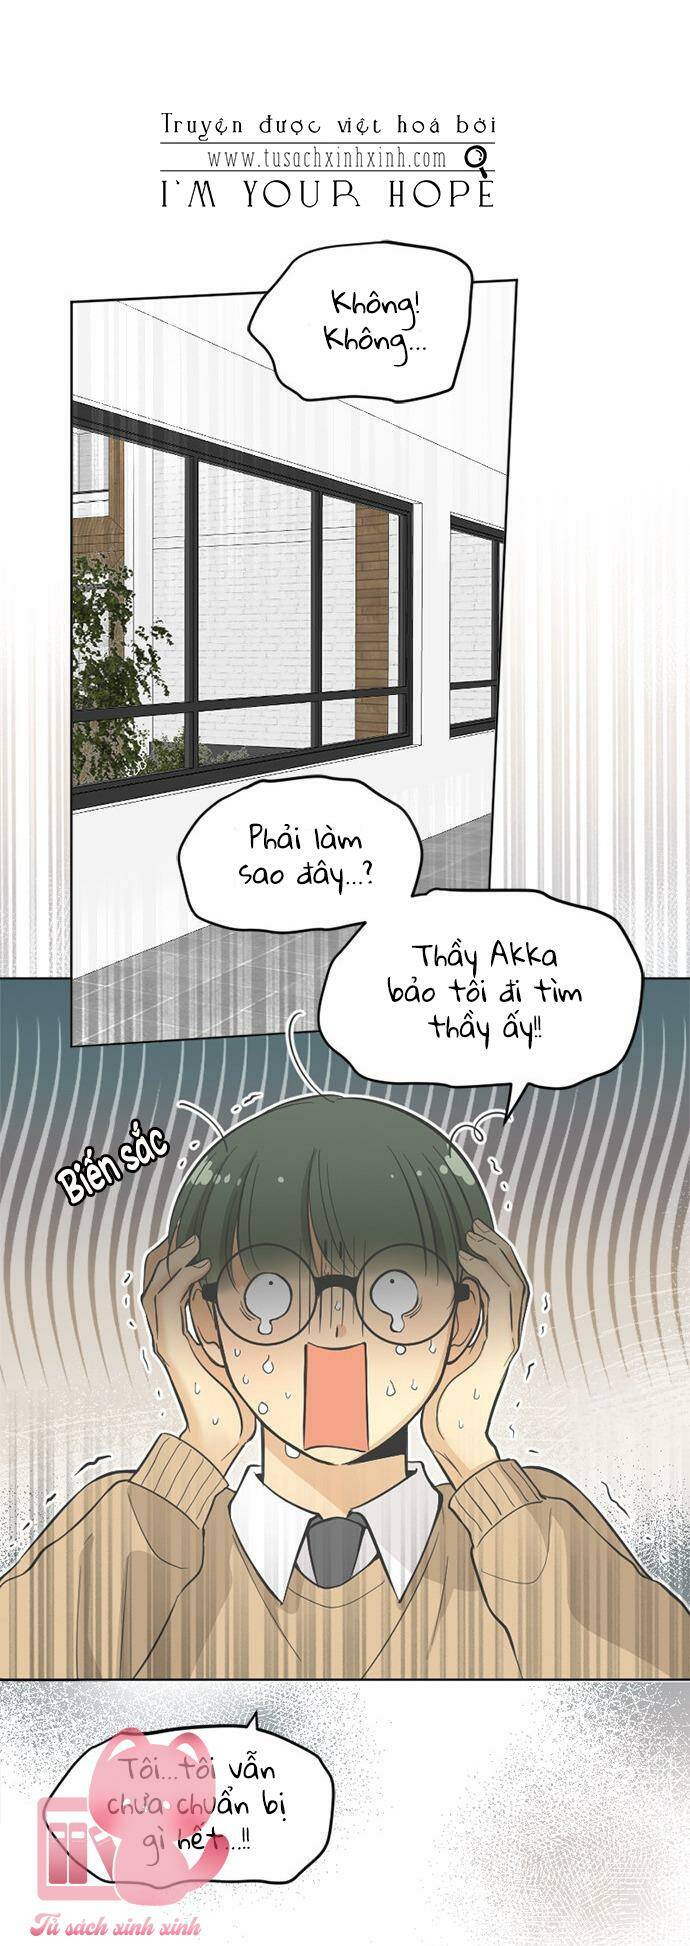 Truyện được việt hoá bởi
www.tusachxinhxinh.com
I'M YOUR HOPE
Không!
Không...
Phải làm
sao đây...?
Thầy Akka
bảo tôi đi tìm
thầy ấy!!
Biến sắc
Tôi...tôi vẫn
chưa chuẩn bị
gì hết...!!
Tủ sách xinh xinh